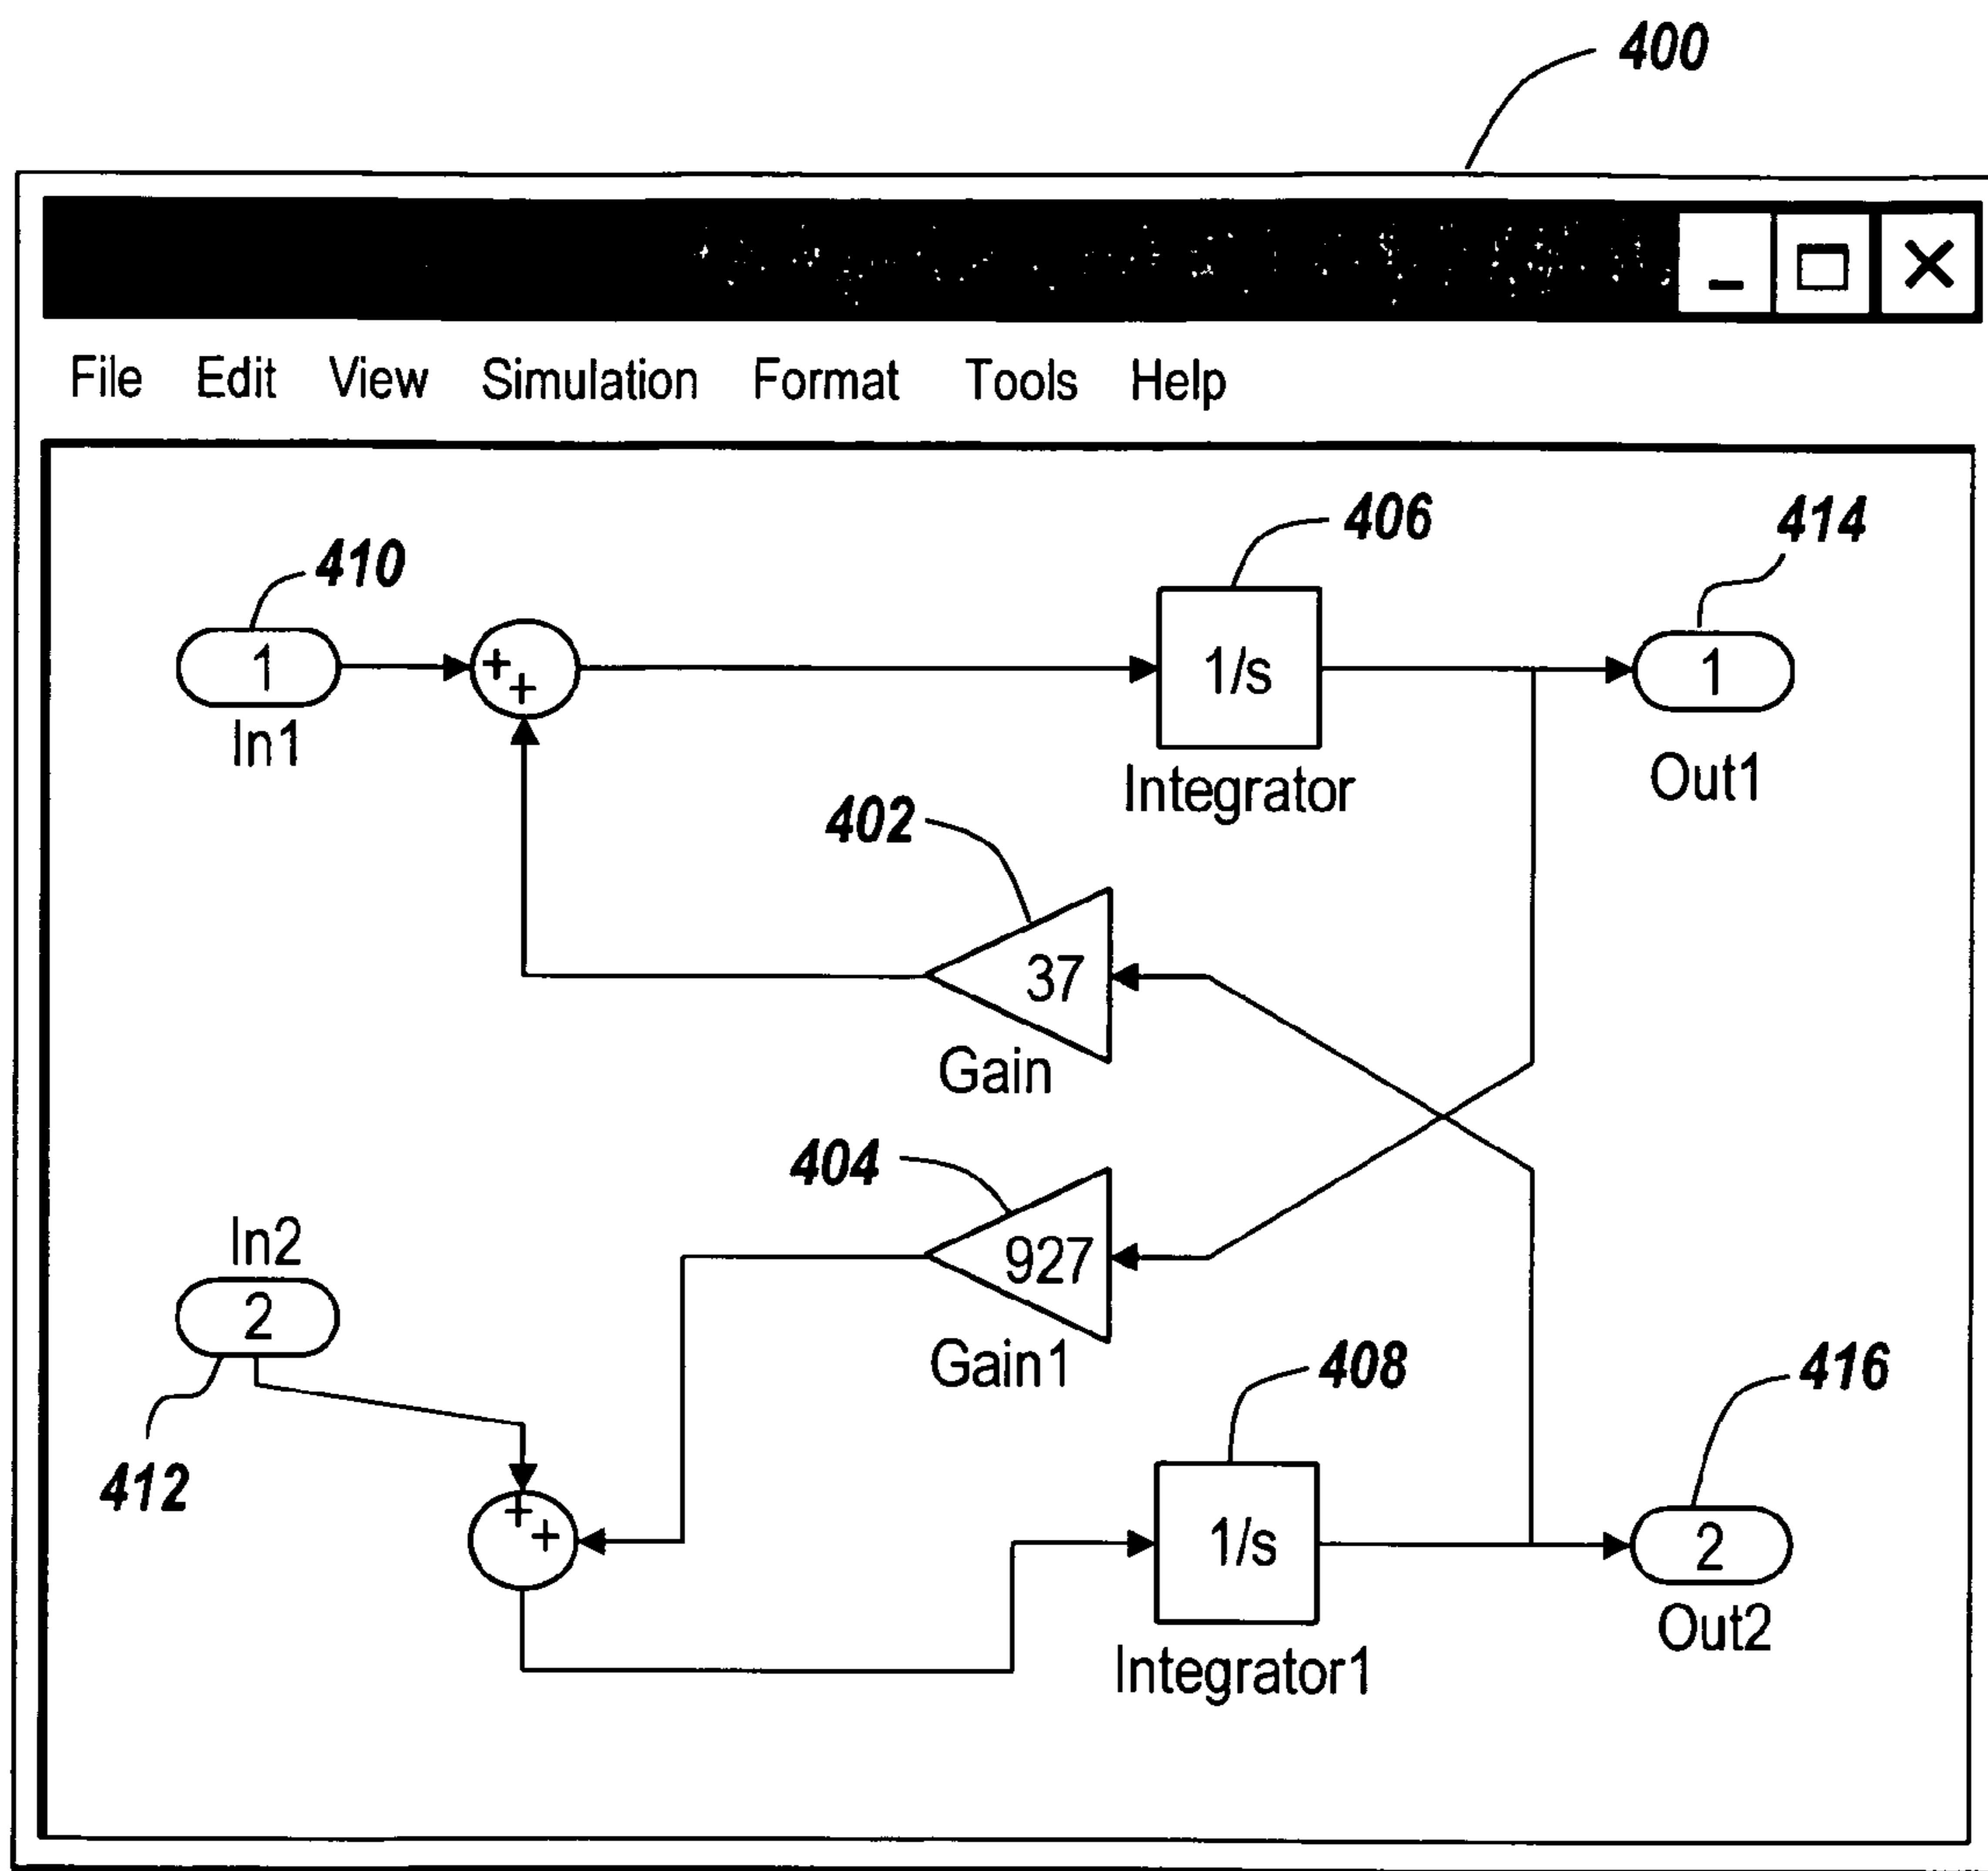 400
File Edit View Simulation Format Tools Help
406
414
410
1
+
+
1/s
1
In1
Integrator
Out1
402
37
Gain
404
927
In2
2
Gain1
408
416
412
+
+
1/s
2
Out2
Integrator1